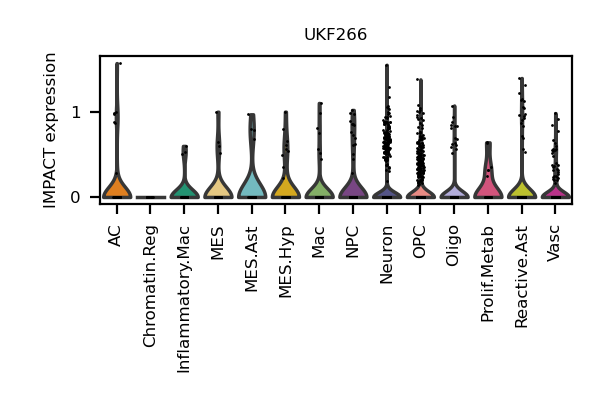 UKF266
IMPACT expression
1
0
AC
Chromatin.Reg
Inflammatory.Mac
MES
MES.Ast
MES.Hyp
Mac
NPC
Neuron
OPC
Oligo
Prolif.Metab
Reactive.Ast
Vasc